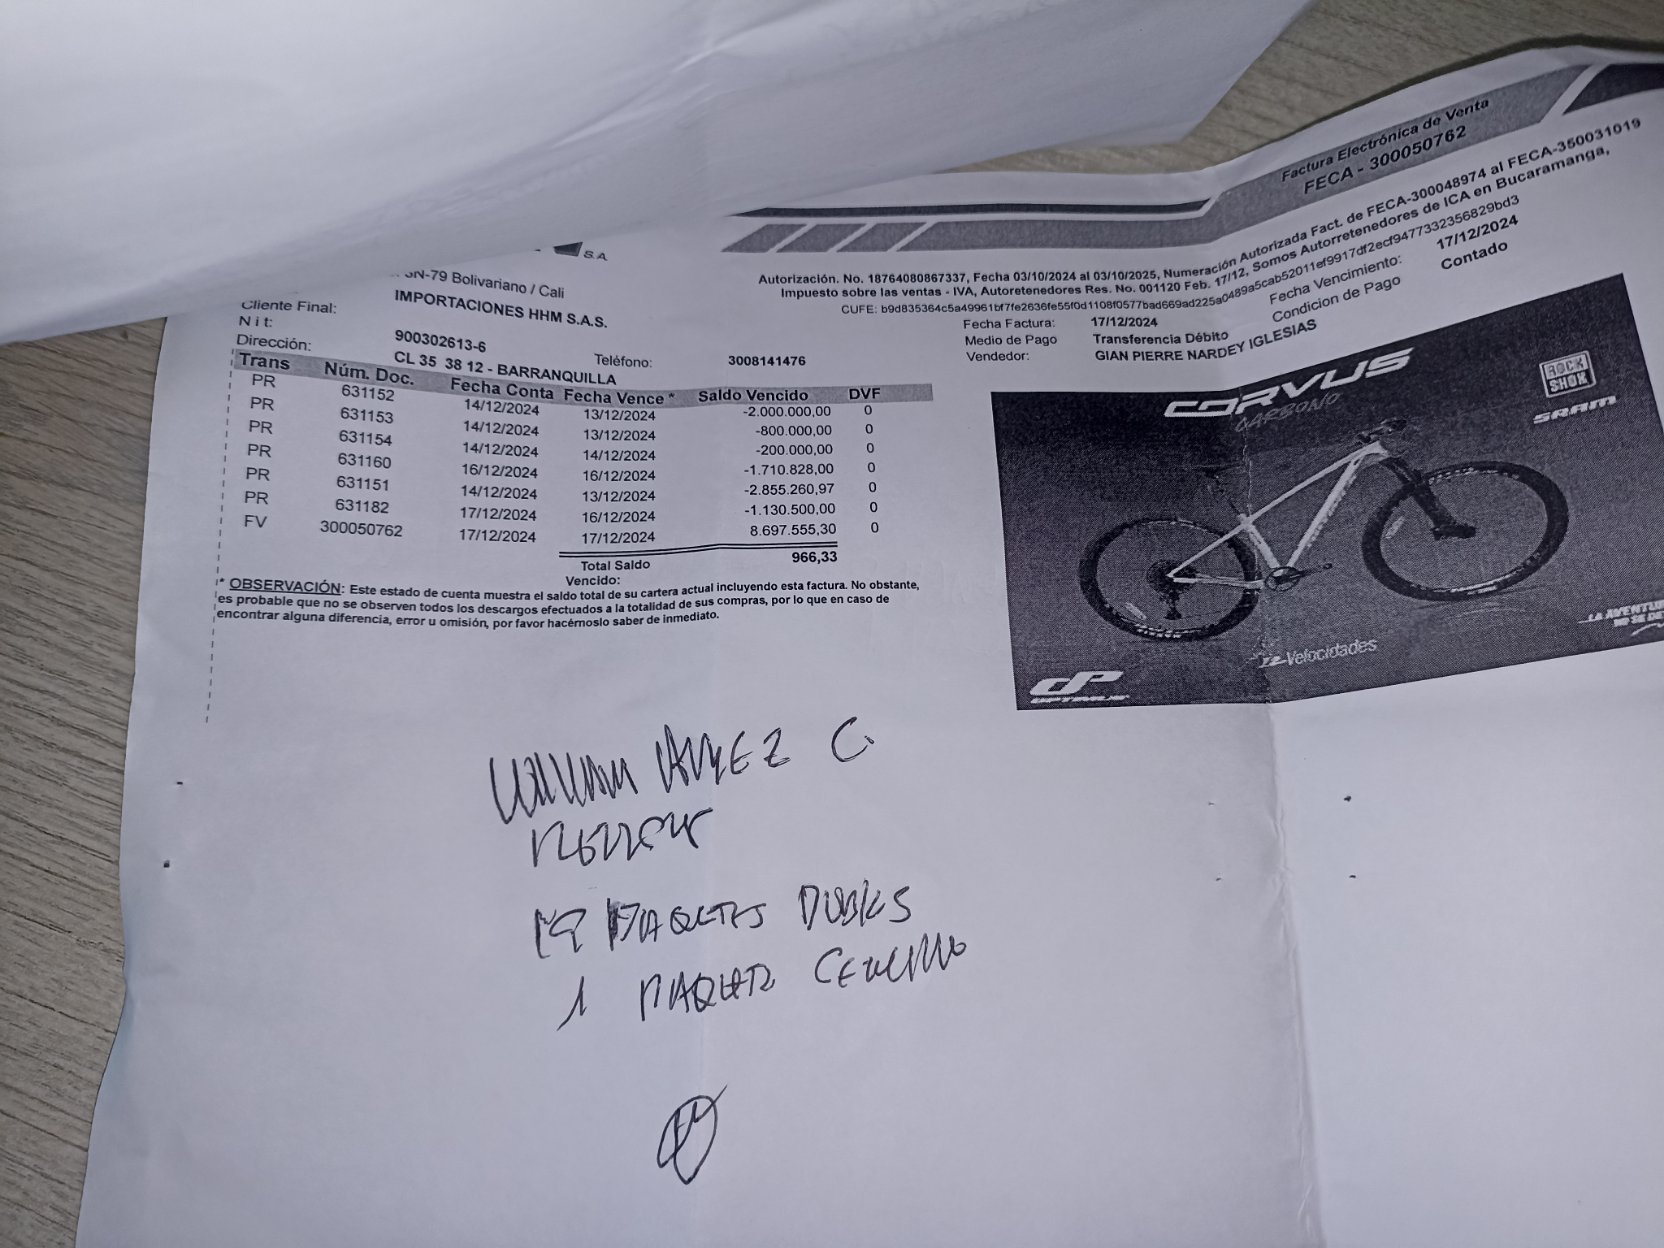 Factura Electrónica de Venta
FECA - 300050762
S.A.
Autorización. No. 18764080867337, Fecha 03/10/2024 al 03/10/2025, Numeración Autorizada Fact. de FECA-300048974 al FECA-350031019
Impuesto sobre las ventas - IVA, Autoretenedores Res. No. 001120 Feb. 17/12, Somos Autorretenedores de ICA en Bucaramanga,
CUFE: b9d835364c5a49961bf7fe2636fe55f0d1108f0577bad669ad225a0489a5cab52011ef9917df2ecf9477332356829bd3
N-79 Bolivariano / Cali
Cliente Final: IMPORTACIONES HHM S.A.S.
Nit: 900302613-6 Teléfono: 3008141476
Dirección: CL 35 38 12 - BARRANQUILLA
Fecha Factura: 17/12/2024 Fecha Vencimiento: 17/12/2024
Medio de Pago Transferencia Débito Condicion de Pago Contado
Vendedor: GIAN PIERRE NARDEY IGLESIAS
Trans Núm. Doc. Fecha Conta Fecha Vence * Saldo Vencido DVF
PR 631152 14/12/2024 13/12/2024 -2.000.000,00 0
PR 631153 14/12/2024 13/12/2024 -800.000,00 0
PR 631154 14/12/2024 14/12/2024 -200.000,00 0
PR 631160 16/12/2024 16/12/2024 -1.710.828,00 0
PR 631151 14/12/2024 13/12/2024 -2.855.260,97 0
PR 631182 17/12/2024 16/12/2024 -1.130.500,00 0
FV 300050762 17/12/2024 17/12/2024 8.697.555,30 0
Total Saldo 966,33
Vencido:
* OBSERVACIÓN: Este estado de cuenta muestra el saldo total de su cartera actual incluyendo esta factura. No obstante,
es probable que no se observen todos los descargos efectuados a la totalidad de sus compras, por lo que en caso de
encontrar alguna diferencia, error u omisión, por favor hacérnoslo saber de inmediato.
CORVUS
CARBONO
ROCK
SHOX
SRAM
12 Velocidades
LA AVENTU
NO SE DE
OPTIMUS
C.
PAQUETES DOBLES
1 PAQUETE SENCILLO